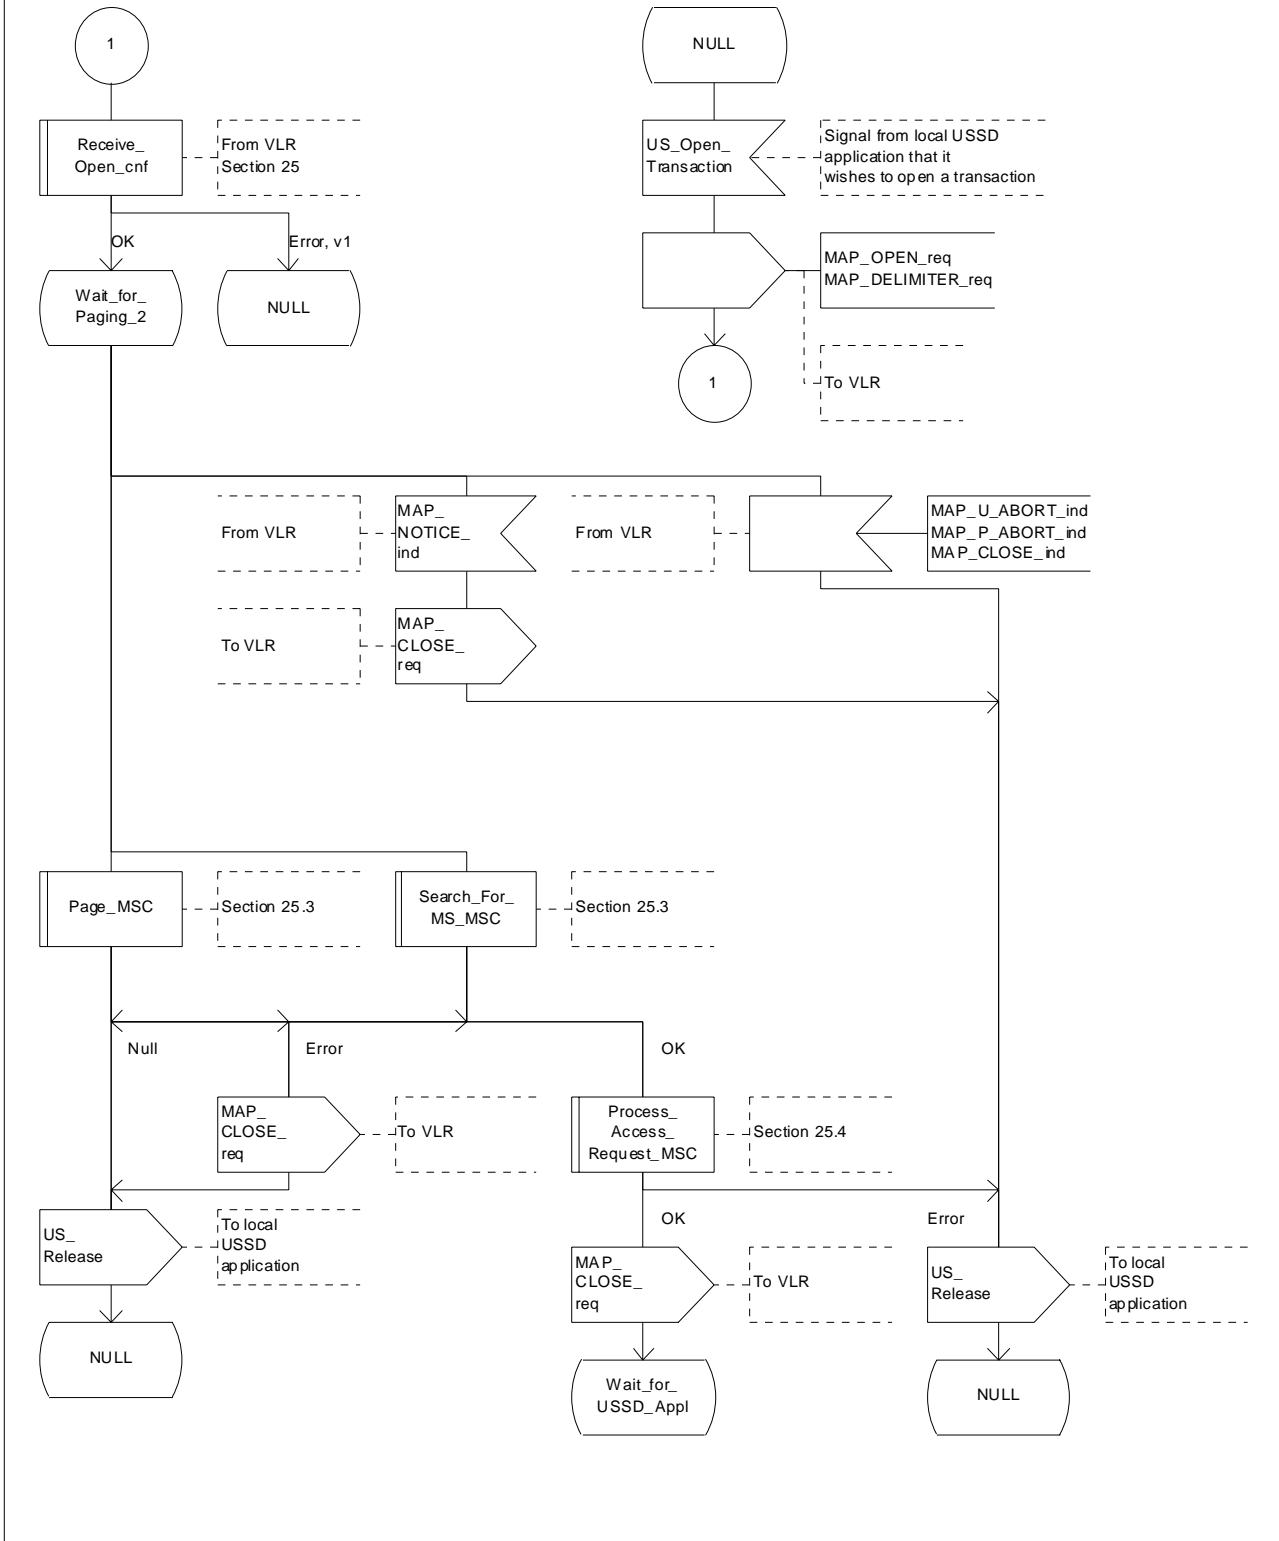 1
NULL
Receive_
Open_cnf
From VLR
Section 25
US_Open_
Transaction
Signal from local USSD
application that it
wishes to open a transaction
OK
Error, v1
MAP_OPEN_req
MAP_DELIMITER_req
Wait_for_
Paging_2
NULL
1
To VLR
From VLR
MAP_
NOTICE_
ind
From VLR
MAP_U_ABORT_ind
MAP_P_ABORT_ind
MAP_CLOSE_ind
To VLR
MAP_
CLOSE_
req
Page_MSC
Section 25.3
Search_For_
MS_MSC
Section 25.3
Null
Error
OK
MAP_
CLOSE_
req
To VLR
Process_
Access_
Request_MSC
Section 25.4
US_
Release
To local
USSD
application
OK
Error
MAP_
CLOSE_
req
To VLR
US_
Release
To local
USSD
application
NULL
Wait_for_
USSD_Appl
NULL